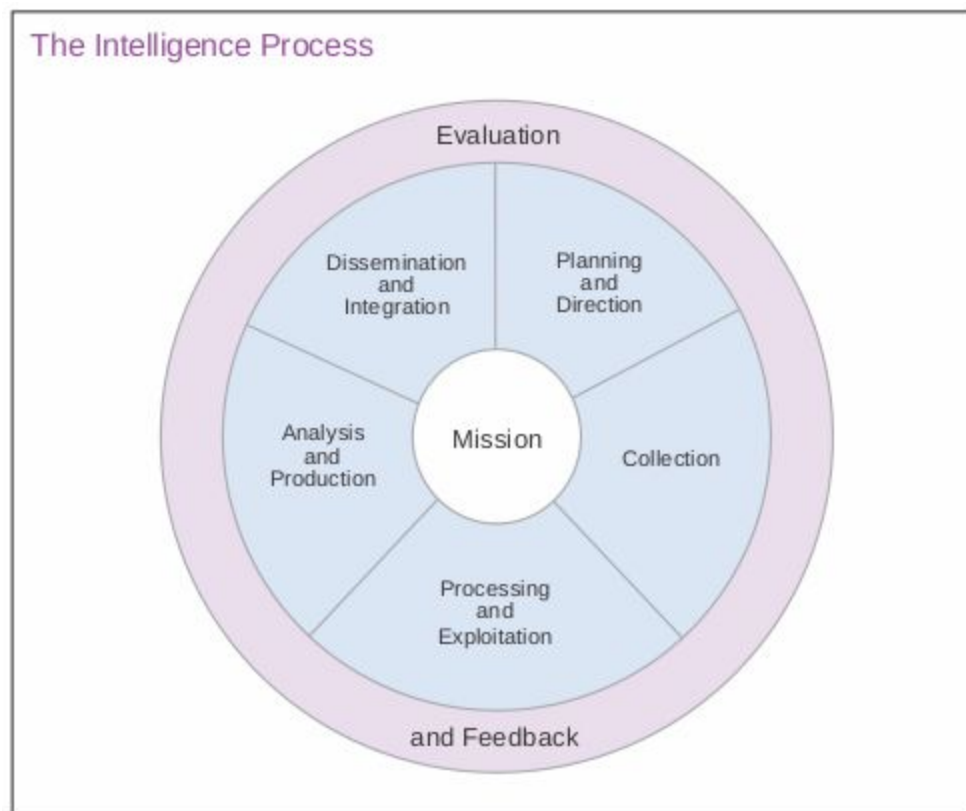 The Intelligence Process
Evaluation
Dissemination
and
Integration
Planning
and
Direction
Analysis
and
Production
Mission
Collection
Processing
and
Exploitation
and Feedback